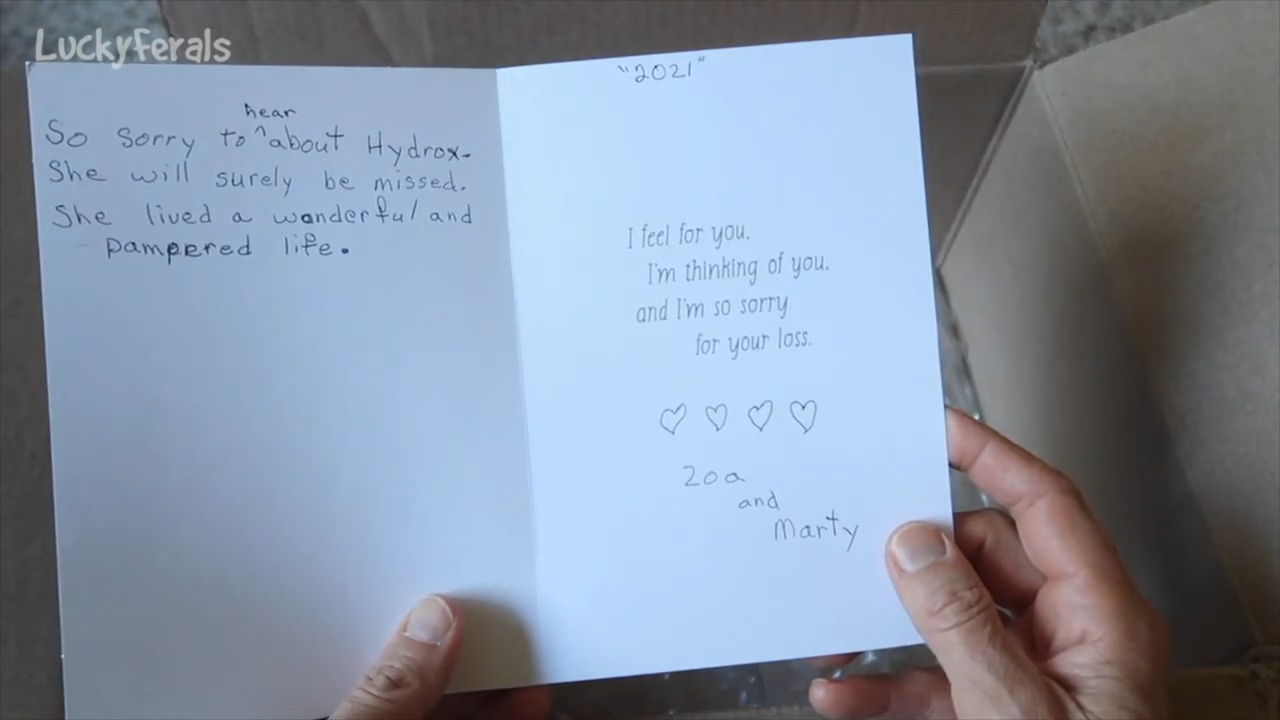 LuckyFerals
hear
So sorry to ^ about Hydrox.
She will surely be missed.
She lived a wonderful and
pampered life.
"2021"
I feel for you.
I'm thinking of you,
and I'm so sorry
for your loss.
Zoa
and
Marty